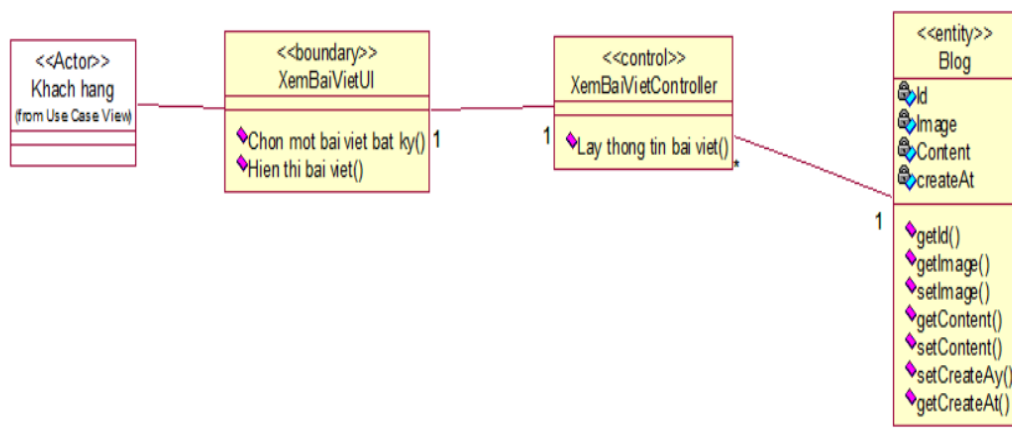 <<Actor>>
Khach hang
(from Use Case View)
<<boundary>>
XemBaiVietUI
Chon mot bai viet bat ky()
Hien thi bai viet()
1
1
<<control>>
XemBaiVietController
Lay thong tin bai viet()
*
1
<<entity>>
Blog
Id
Image
Content
createAt
getId()
getImage()
setImage()
getContent()
setContent()
setCreateAy()
getCreateAt()